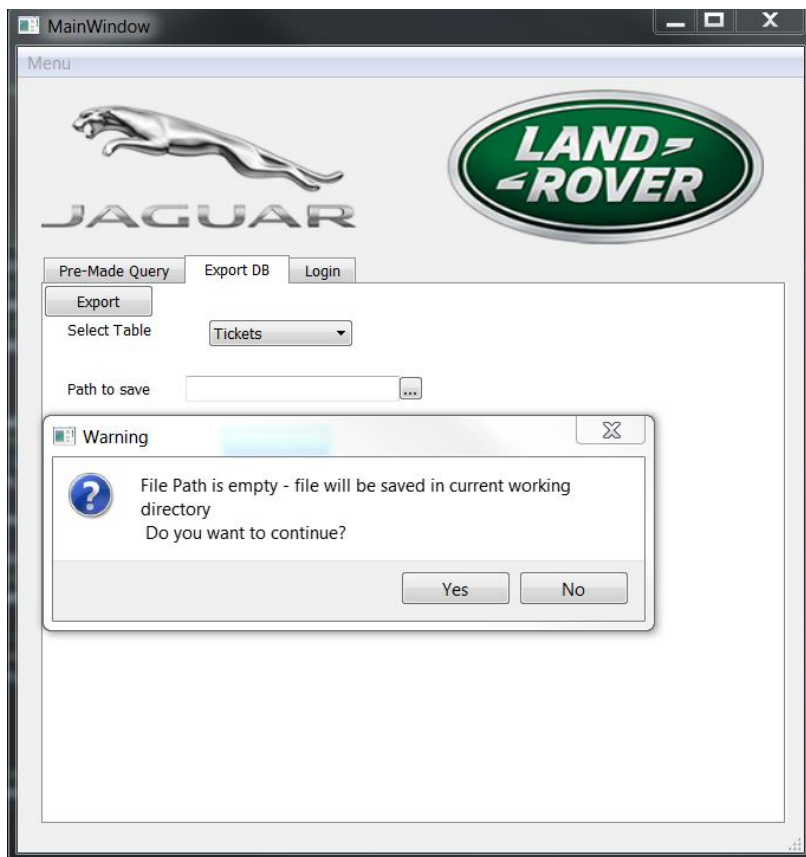 MainWindow
Menu
JAGUAR
LAND-
-ROVER
Pre-Made Query Export DB Login
Export
Select Table Tickets
Path to save ...
Warning
File Path is empty - file will be saved in current working
directory
Do you want to continue?
Yes No